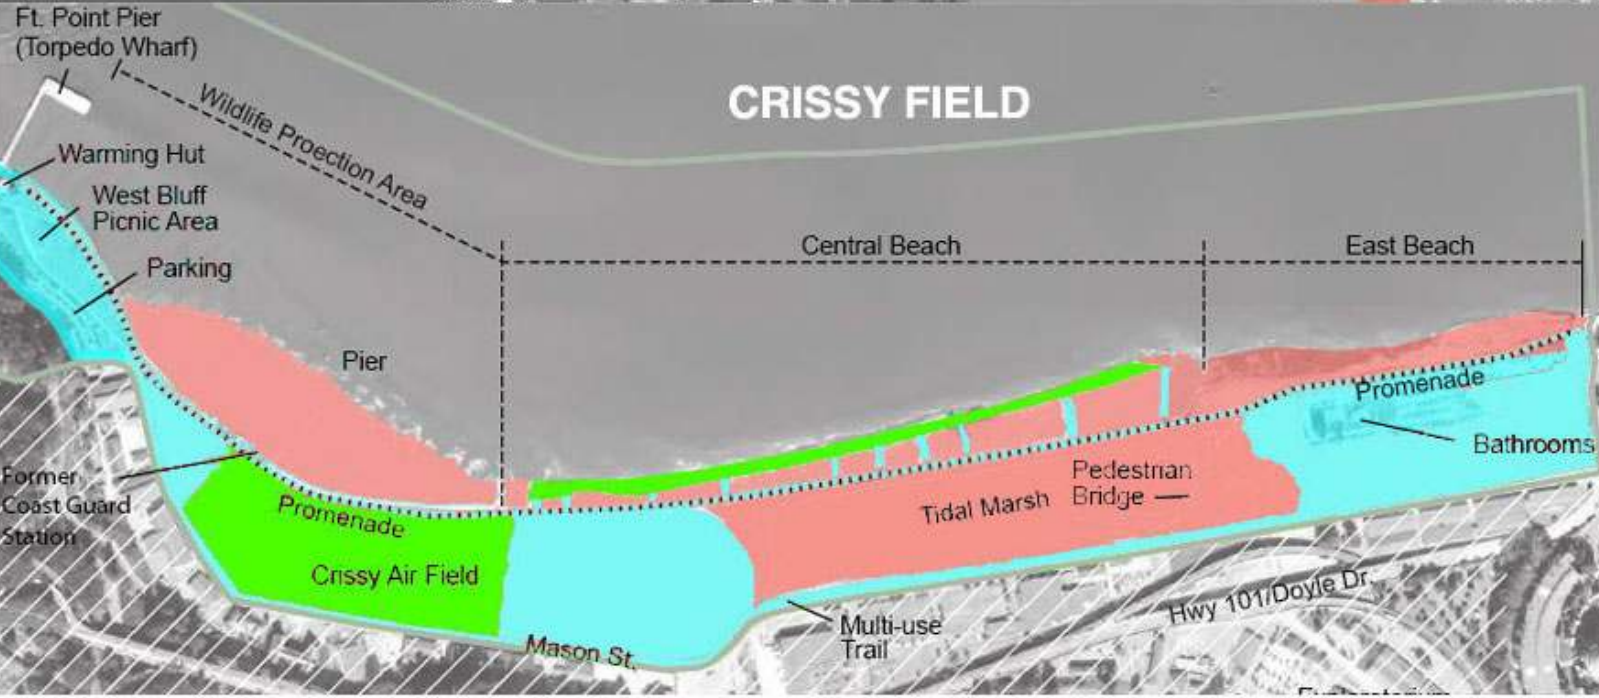 Ft. Point Pier
(Torpedo Wharf)
CRISSY FIELD
Wildlife Proection Area
Warming Hut
West Bluff
Picnic Area
Parking
Central Beach
East Beach
Pier
Promenade
Bathrooms
Former
Coast Guard
Station
Promenade
Pedestrian
Bridge
Tidal Marsh
Crissy Air Field
Hwy 101/Doyle Dr.
Multi-use
Trail
Mason St.